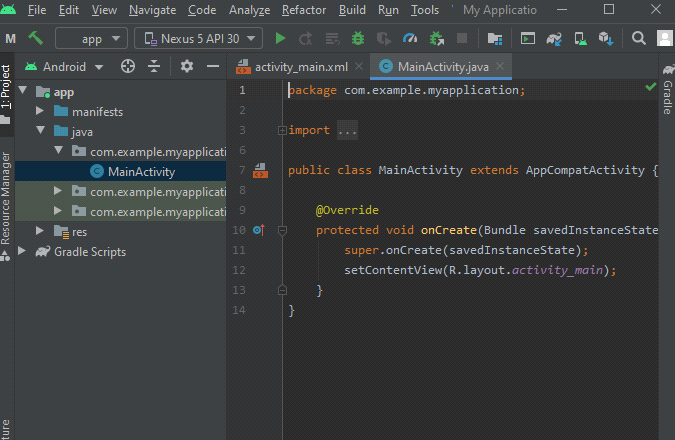 File Edit View Navigate Code Analyze Refactor Build Run Tools My Applicatio
M app Nexus 5 API 30
1: Project
Resource Manager
ture
Android
app
manifests
java
com.example.myapplicati
MainActivity
com.example.myapplica
com.example.myapplica
res
Gradle Scripts
activity_main.xml MainActivity.java
1 package com.example.myapplication;
2
3 import ...
6
7 public class MainActivity extends AppCompatActivity {
8
9 @Override
10 protected void onCreate(Bundle savedInstanceState
11 super.onCreate(savedInstanceState);
12 setContentView(R.layout.activity_main);
13 }
14 }
Gradle